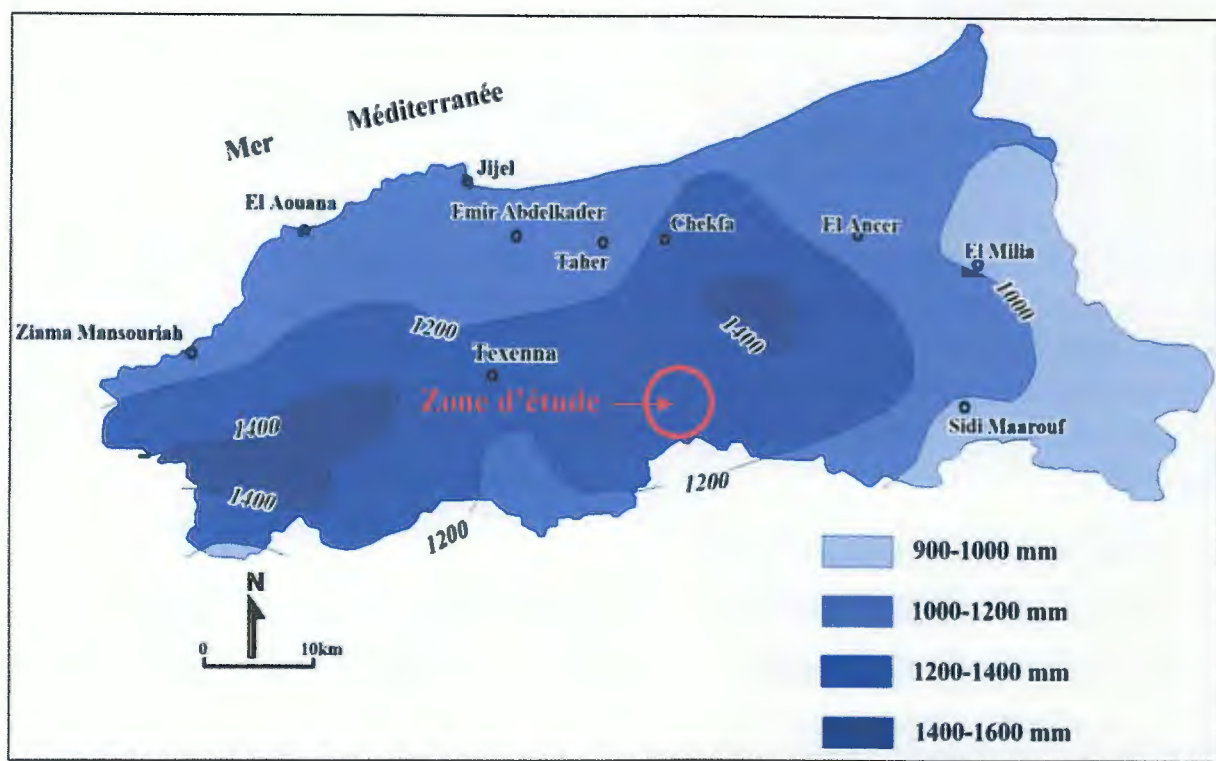 Mer Méditerranée
Jijel
El Aouana
Emir Abdelkader
Chekfa
El Ancer
Taher
El Milia
Ziama Mansouriah
1200
1400
1000
Texenna
Zone d'étude
1400
Sidi Maarouf
1200
1400
1200
900-1000 mm
N
1000-1200 mm
0 10km
1200-1400 mm
1400-1600 mm